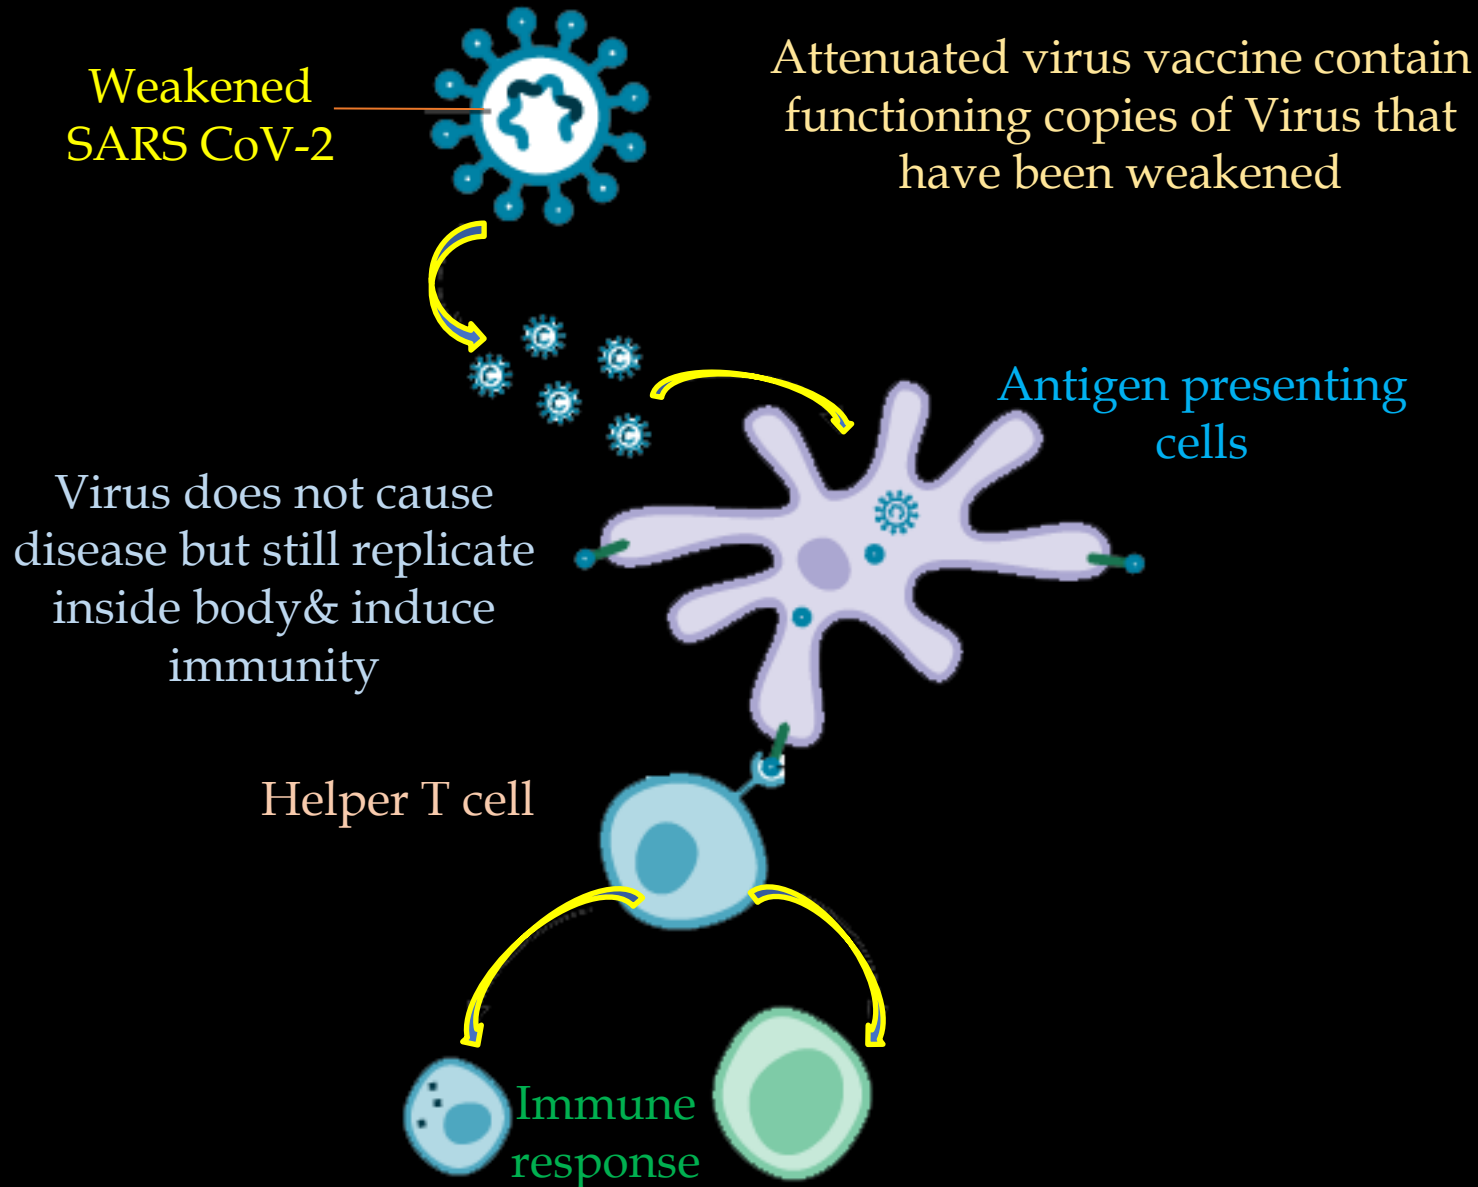 Weakened
SARS CoV-2
Attenuated virus vaccine contain
functioning copies of Virus that
have been weakened
Antigen presenting
cells
Virus does not cause
disease but still replicate
inside body& induce
immunity
Helper T cell
Immune
response